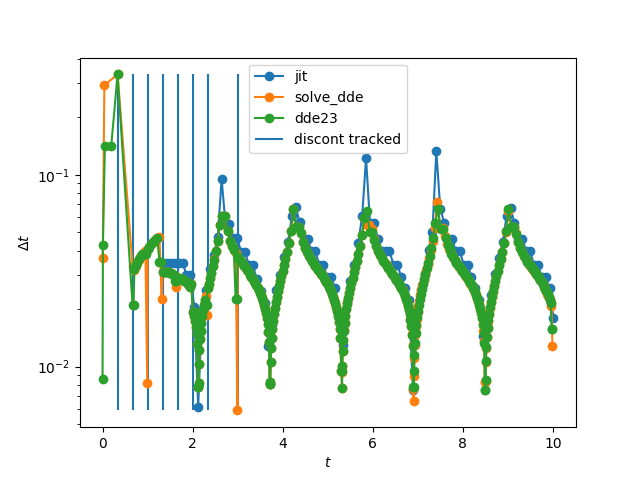 jit
solve_dde
dde23
discont tracked
Δt
10⁻¹
10⁻²
0 2 4 6 8 10
t